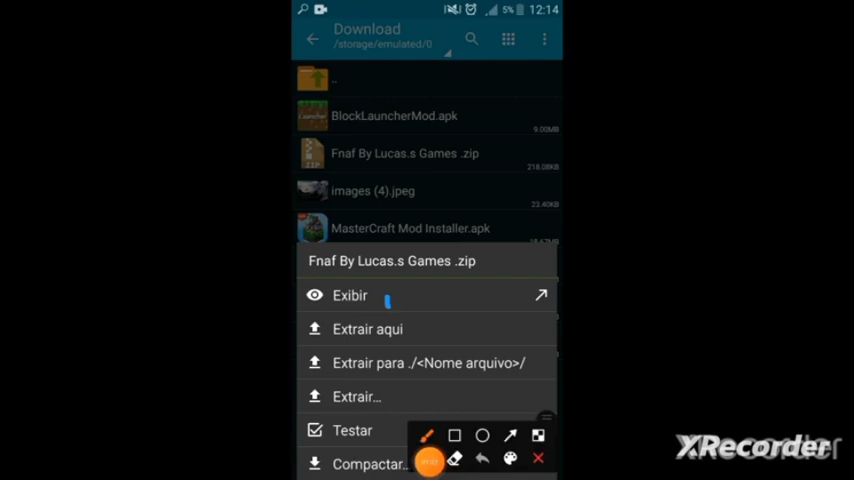 5% 12:14
Download
/storage/emulated/0
..
BlockLauncherMod.apk
9.00MB
Fnaf By Lucas.s Games .zip
218.08KB
images (4).jpeg
23.40KB
MasterCraft Mod Installer.apk
Fnaf By Lucas.s Games .zip
Exibir
Extrair aqui
Extrair para ./<Nome arquivo>/
Extrair...
Testar
Compactar...
XRecorder